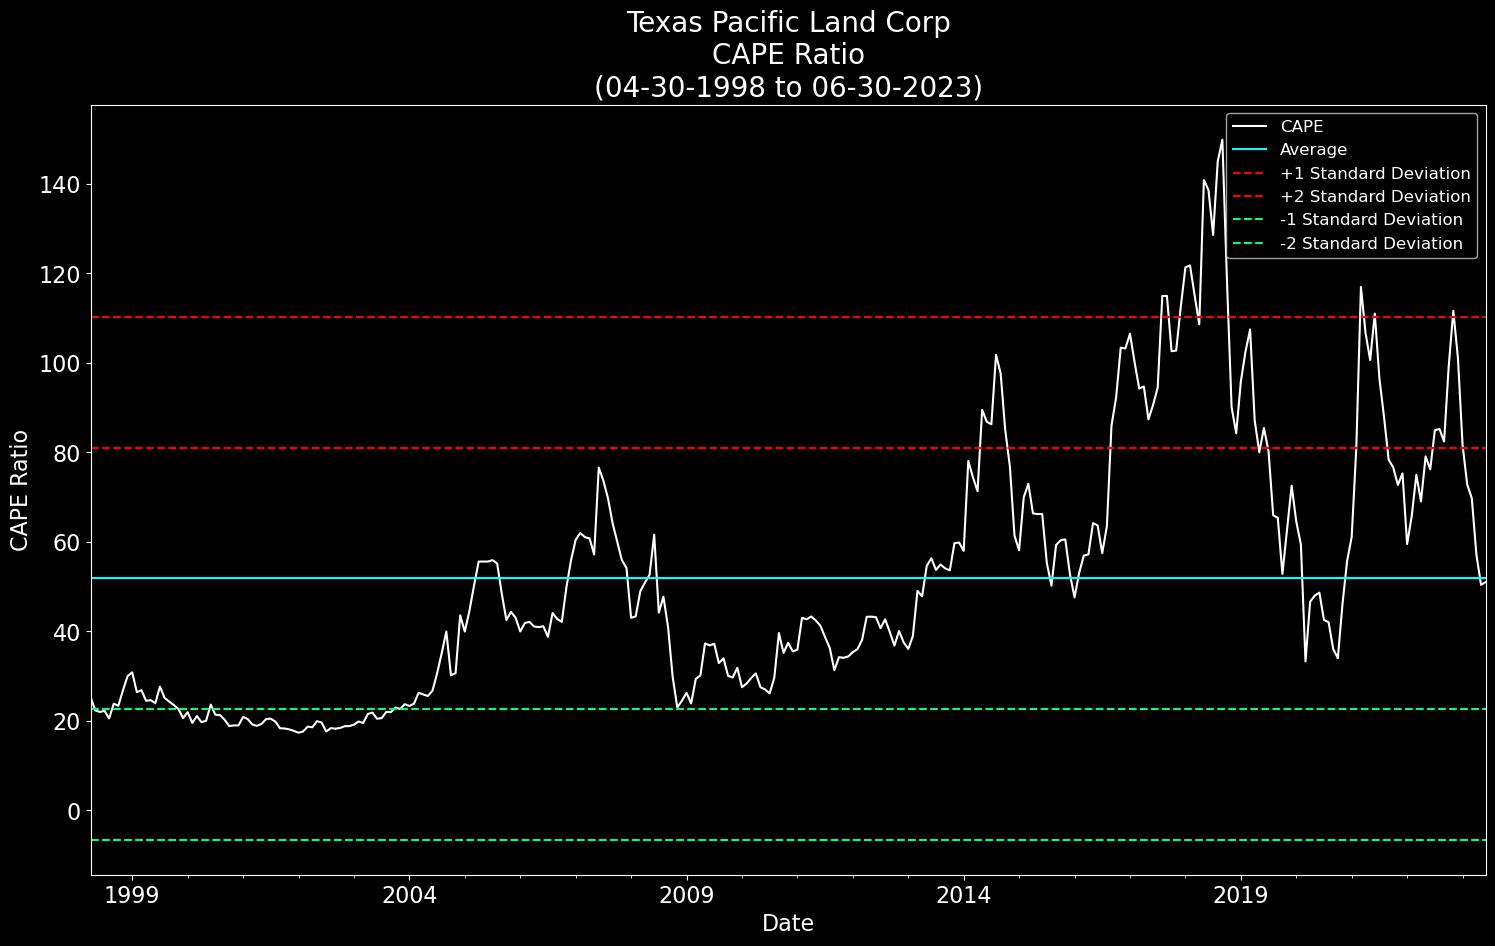 Texas Pacific Land Corp
CAPE Ratio
(04-30-1998 to 06-30-2023)
CAPE
Average
+1 Standard Deviation
+2 Standard Deviation
-1 Standard Deviation
-2 Standard Deviation
140
120
100
80
60
40
20
0
CAPE Ratio
1999 2004 2009 2014 2019
Date